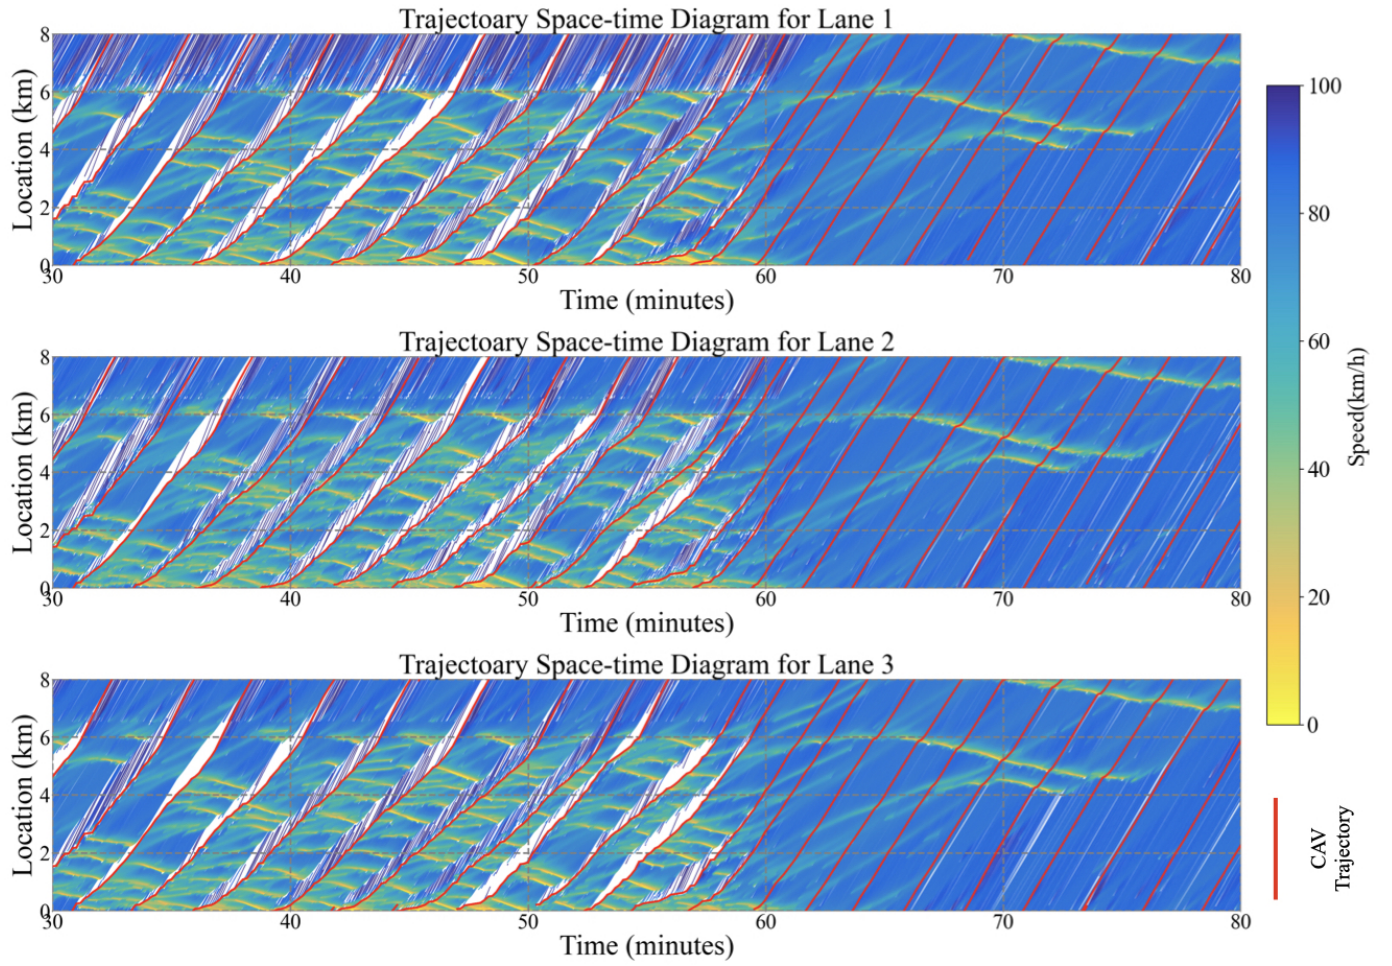 Trajectoary Space-time Diagram for Lane 1
Location (km)
8
6
4
2
0
30 40 50 60 70 80
Time (minutes)
Trajectoary Space-time Diagram for Lane 2
Location (km)
8
6
4
2
0
30 40 50 60 70 80
Time (minutes)
Trajectoary Space-time Diagram for Lane 3
Location (km)
8
6
4
2
0
30 40 50 60 70 80
Time (minutes)
100
80
60
40
20
0
Speed(km/h)
CAV
Trajectory